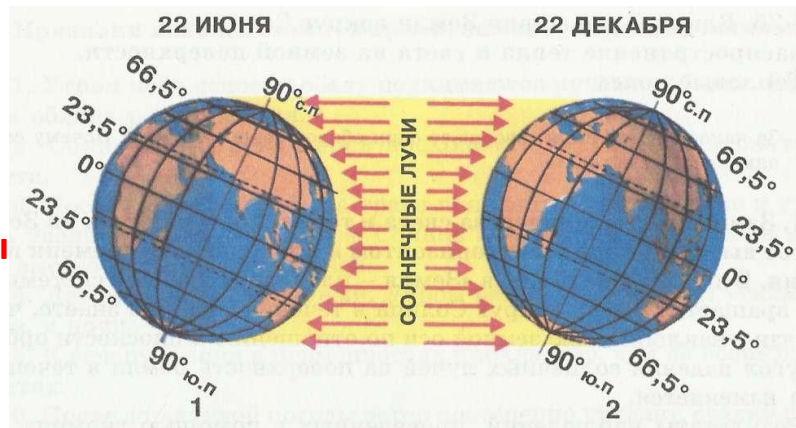 22 ИЮНЯ
22 ДЕКАБРЯ
66,5°
23,5°
0°
23,5°
66,5°
90° с.п
90° ю.п
1
СОЛНЕЧНЫЕ ЛУЧИ
90° с.п
66,5°
23,5°
0°
23,5°
66,5°
90° ю.п
2